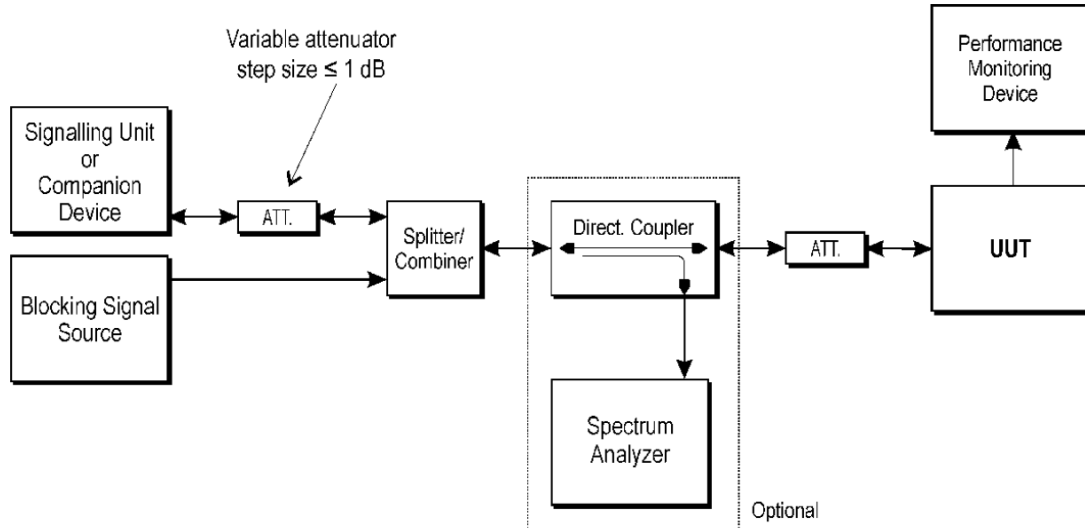 Variable attenuator
step size ≤ 1 dB
Performance
Monitoring
Device
Signalling Unit
or
Companion
Device
ATT.
Splitter/
Combiner
Direct. Coupler
ATT.
UUT
Blocking Signal
Source
Spectrum
Analyzer
Optional